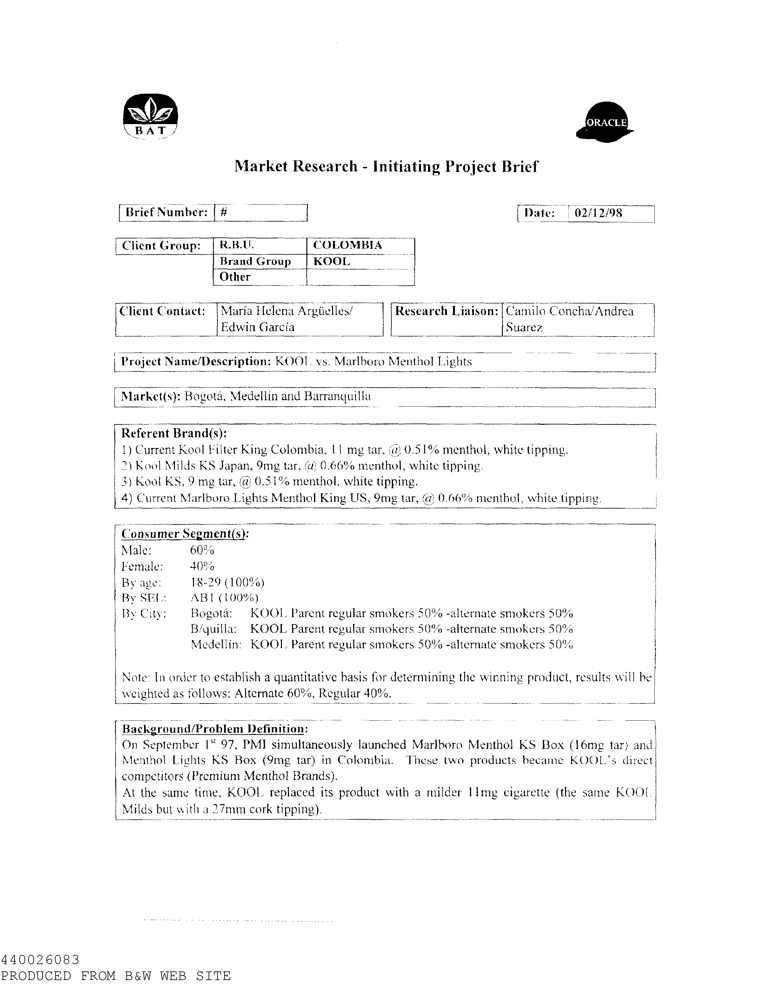 BAT
ORACLE
Market Research - Initiating Project Brief
Brief Number: #
Date: 02/12/98
Client Group: R.B.U. COLOMBIA
Brand Group KOOL
Other
Client Contact: María Helena Argüelles/
Edwin García
Research Liaison: Camilo Concha/Andrea
Suarez
Project Name/Description: KOOL vs. Marlboro Menthol Lights
Market(s): Bogotá, Medellín and Barranquilla
Referent Brand(s):
1) Current Kool Filter King Colombia, 11 mg tar, @ 0.51% menthol, white tipping.
2) Kool Milds KS Japan, 9mg tar, @ 0.66% menthol, white tipping.
3) Kool KS, 9 mg tar, @ 0.51% menthol, white tipping.
4) Current Marlboro Lights Menthol King US, 9mg tar, @ 0.66% menthol, white tipping.
Consumer Segment(s):
Male: 60%
Female: 40%
By age: 18-29 (100%)
By SEL: AB1 (100%)
By City: Bogotá: KOOL Parent regular smokers 50% -alternate smokers 50%
B/quilla: KOOL Parent regular smokers 50% -alternate smokers 50%
Medellín: KOOL Parent regular smokers 50% -alternate smokers 50%
Note: In order to establish a quantitative basis for determining the winning product, results will be
weighted as follows: Alternate 60%, Regular 40%.
Background/Problem Definition:
On September 1st 97, PMI simultaneously launched Marlboro Menthol KS Box (16mg tar) and
Menthol Lights KS Box (9mg tar) in Colombia. These two products became KOOL's direct
competitors (Premium Menthol Brands).
At the same time, KOOL replaced its product with a milder 11mg cigarette (the same KOOL
Milds but with a 27mm cork tipping).
440026083
PRODUCED FROM B&W WEB SITE